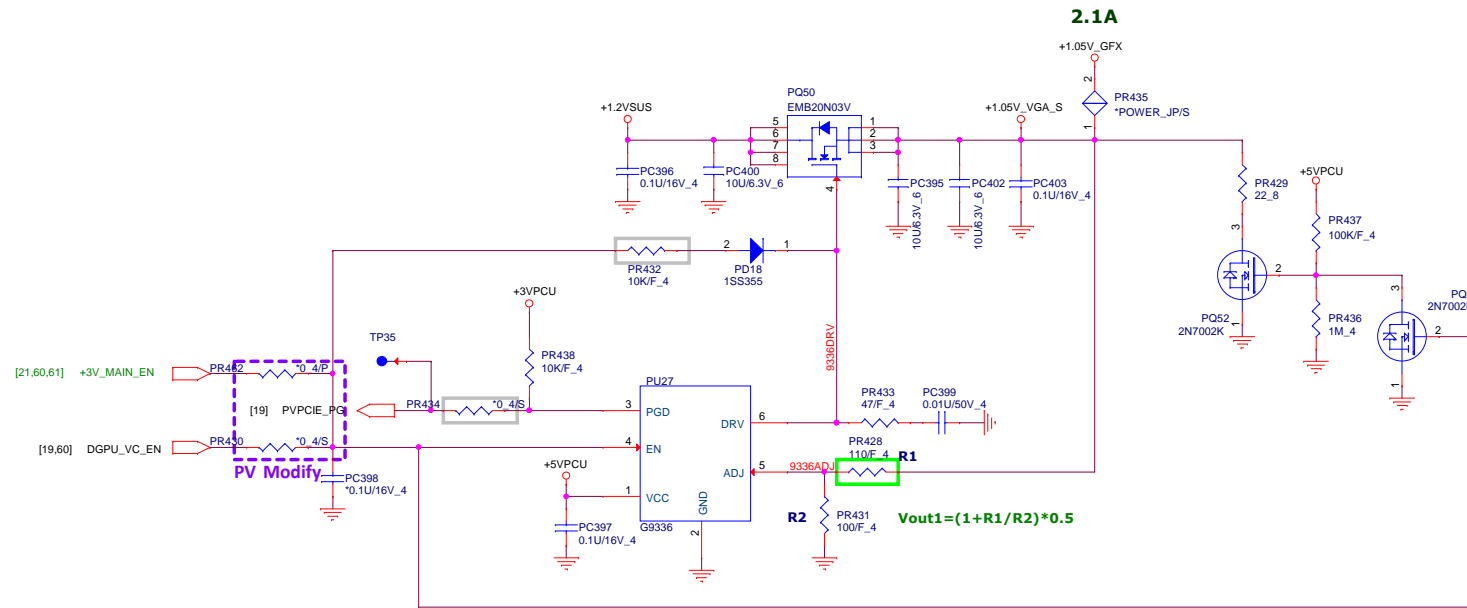 2.1A
+1.05V_GFX
2
PR435
*POWER_JP/S
1
PQ50
EMB20N03V
+1.2VSUS
+1.05V_VGA_S
5
6
7
8
1
2
3
4
PC396
0.1U/16V_4
PC400
10U/6.3V_6
PC395
10U/6.3V_6
PC402
10U/6.3V_6
PC403
0.1U/16V_4
PR429
22_8
+5VPCU
PR437
100K/F_4
3
2
1
PQ52
2N7002K
PR436
1M_4
3
2
1
PQ
2N7002
PR432
10K/F_4
2
1
PD18
1SS355
+3VPCU
TP35
PR438
10K/F_4
9336DRV
[21,60,61] +3V_MAIN_EN
PR462
*0_4/P
[19] PVPCIE_PG
PR434
*0_4/S
[19,60] DGPU_VC_EN
PR430
*0_4/S
PV Modify
PC398
*0.1U/16V_4
+5VPCU
PC397
0.1U/16V_4
PU27
3
PGD
4
EN
1
VCC
GND
2
DRV
6
ADJ
5
G9336
PR433
47/F_4
PC399
0.01U/50V_4
PR428
110/F_4
R1
9336ADJ
R2
PR431
100/F_4
Vout1=(1+R1/R2)*0.5